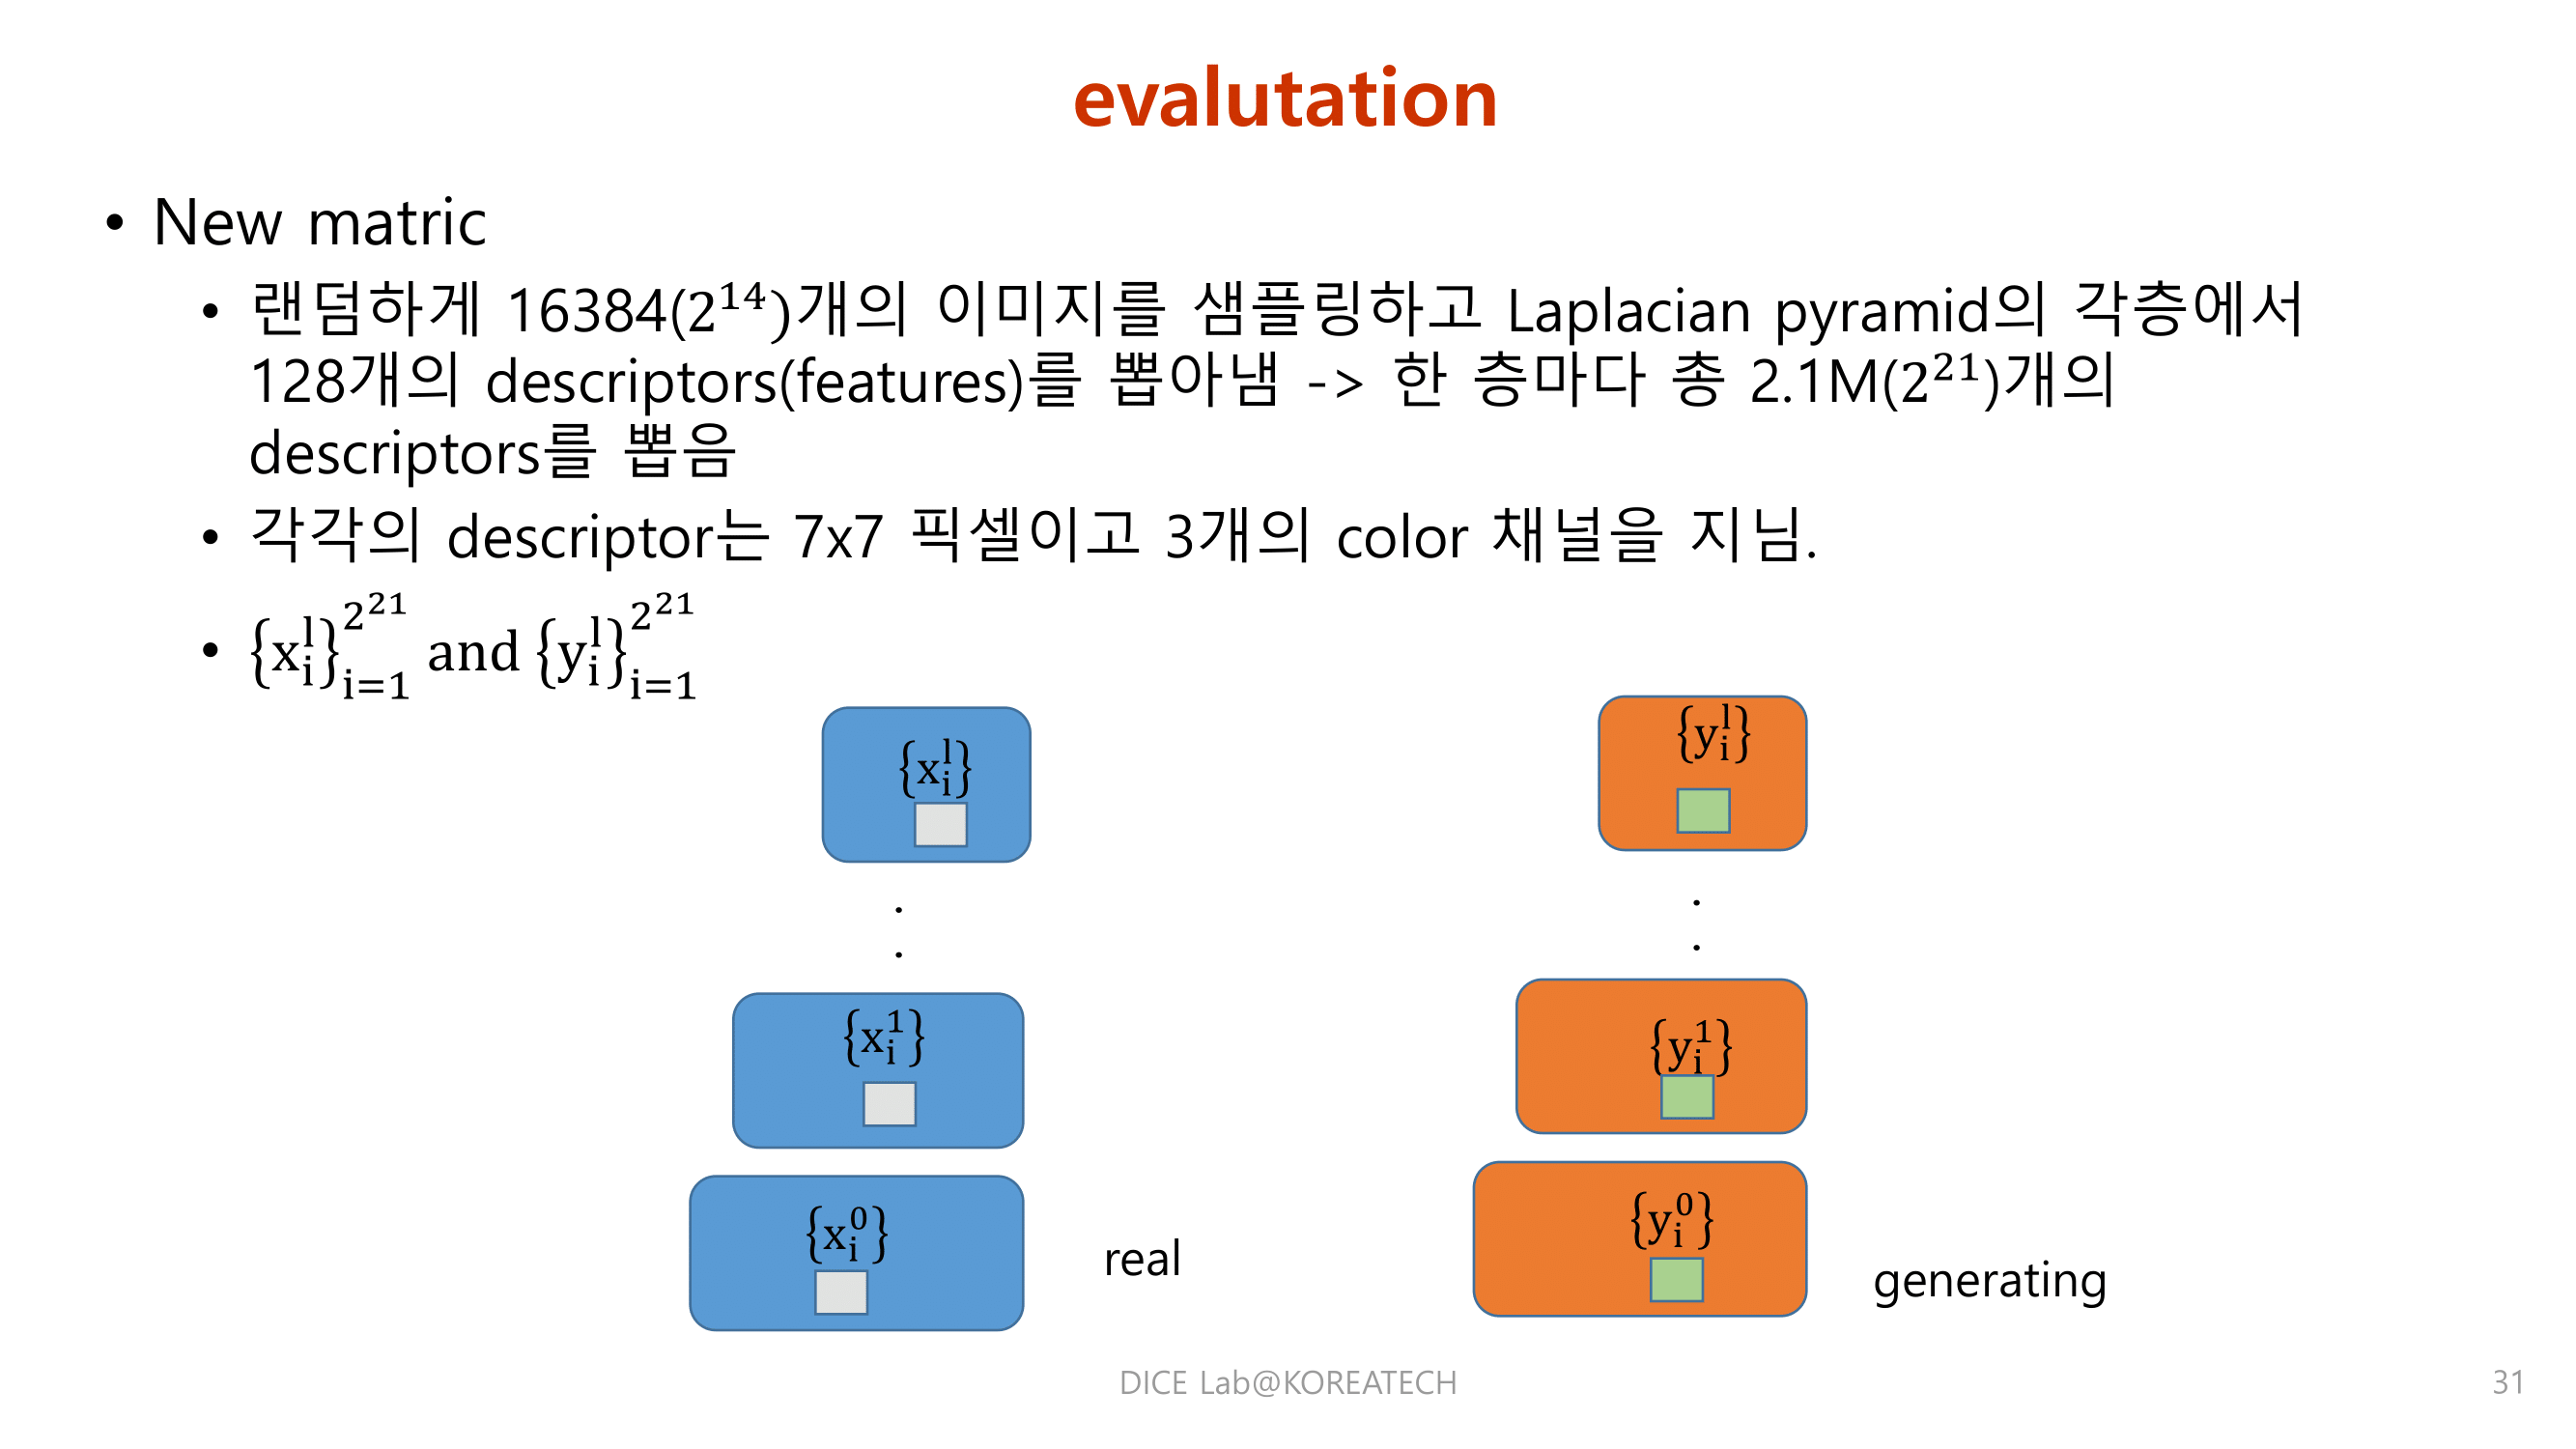 evalutation
• New matric
• 랜덤하게 16384(2^14)개의 이미지를 샘플링하고 Laplacian pyramid의 각층에서
128개의 descriptors(features)를 뽑아냄 -> 한 층마다 총 2.1M(2^21)개의
descriptors를 뽑음
• 각각의 descriptor는 7x7 픽셀이고 3개의 color 채널을 지님.
• {x_i^l}_{i=1}^{2^21} and {y_i^l}_{i=1}^{2^21}
{x_i^l}
{y_i^l}
.
.
.
.
{x_i^1}
{y_i^1}
{x_i^0}
real
{y_i^0}
generating
DICE Lab@KOREATECH
31